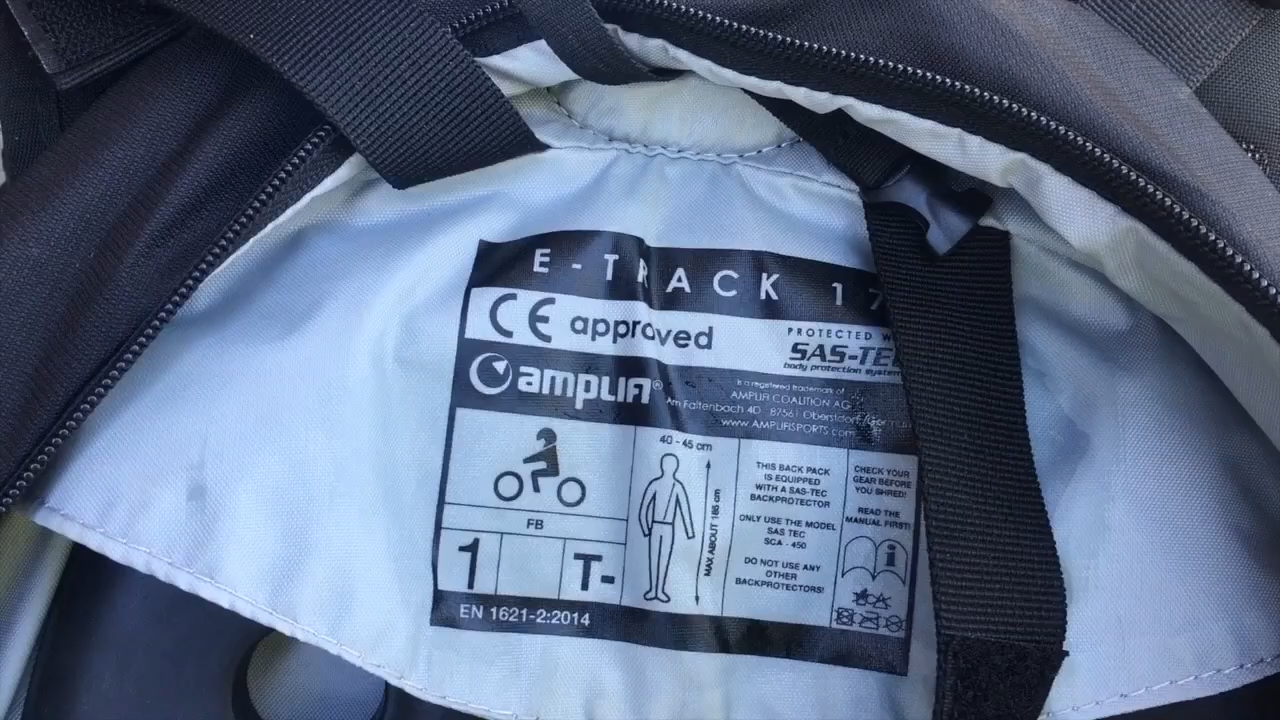 E-TRACK 17
CE approved
PROTECTED
SAS-TE
body protection system
amplifi®
is a registered trademark of
AMPLIFI COALITION AG
Am Faltenbach 4D 87561 Oberstdorf/German
www.AMPLIFISPORTS.com
FB
1
T-
EN 1621-2:2014
40 - 45 cm
MAX ABOUT 185 cm
THIS BACK PACK
IS EQUIPPED
WITH A SAS-TEC
BACKPROTECTOR
ONLY USE THE MODEL
SAS TEC
SCA - 450
DO NOT USE ANY
OTHER
BACKPROTECTORS!
CHECK YOUR
GEAR BEFORE
YOU SHRED!
READ THE
MANUAL FIRST!
i